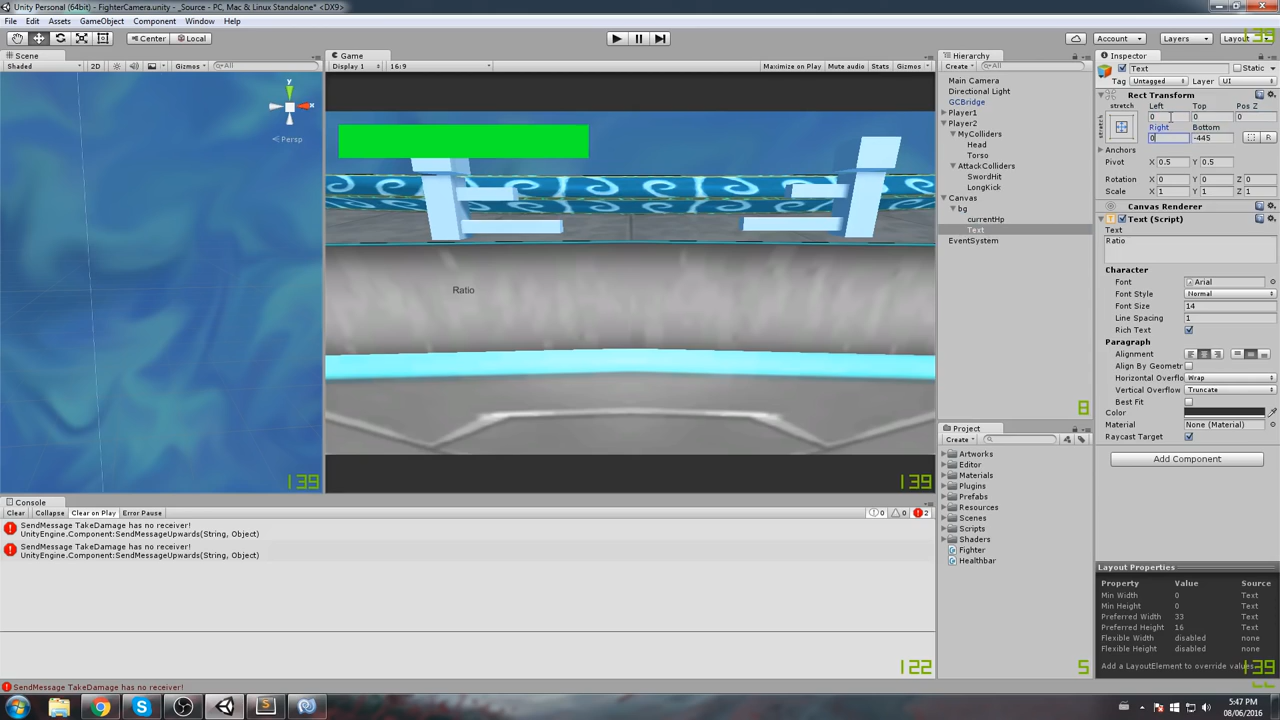 Unity Personal (64bit) - FighterCamera.unity - _Source - PC, Mac & Linux Standalone* <DX9>
File Edit Assets GameObject Component Window Help
Center Local Account Layers Layout
139
Scene
Shaded 2D Gizmos All
y
x
Persp
139
Game
Display 1 16:9 Maximize on Play Mute audio Stats Gizmos
Ratio
139
Hierarchy
Create All
Main Camera
Directional Light
GCBridge
Player1
Player2
MyColliders
Head
Torso
AttackColliders
SwordHit
LongKick
Canvas
bg
currentHp
Text
EventSystem
8
Project
Create
Artworks
Editor
Materials
Plugins
Prefabs
Resources
Scenes
Scripts
Shaders
Fighter
Healthbar
5
Inspector
Text Static
Tag Untagged Layer UI
Rect Transform
stretch Left Top Pos Z
stretch 0 0 0
Right Bottom
0 -445 R
Anchors
Pivot X 0.5 Y 0.5
Rotation X 0 Y 0 Z 0
Scale X 1 Y 1 Z 1
Canvas Renderer
Text (Script)
Text
Ratio
Character
Font Arial
Font Style Normal
Font Size 14
Line Spacing 1
Rich Text
Paragraph
Alignment
Align By Geometr
Horizontal Overflo Wrap
Vertical Overflow Truncate
Best Fit
Color
Material None (Material)
Raycast Target
Add Component
Layout Properties
Property Value Source
Min Width 0 Text
Min Height 0 Text
Preferred Width 33 Text
Preferred Height 16 Text
Flexible Width disabled none
Flexible Height disabled none
Add a LayoutElement to override values
139
Console
Clear Collapse Clear on Play Error Pause 0 0 2
SendMessage TakeDamage has no receiver!
UnityEngine.Component:SendMessageUpwards(String, Object)
SendMessage TakeDamage has no receiver!
UnityEngine.Component:SendMessageUpwards(String, Object)
122
SendMessage TakeDamage has no receiver!
5:47 PM
08/06/2016